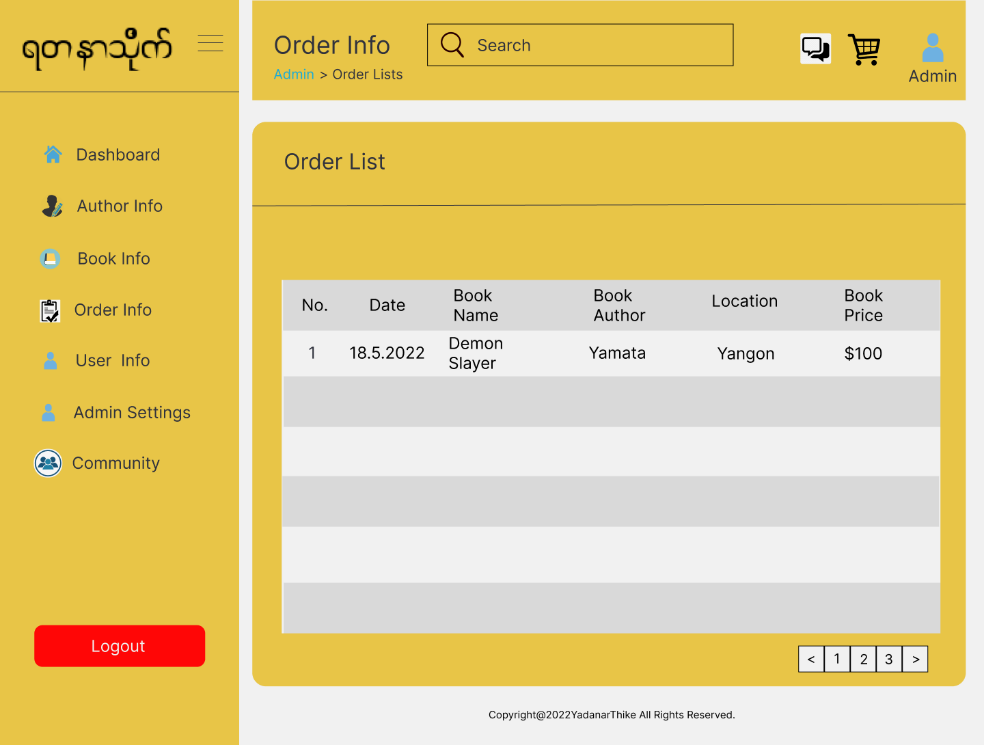 ရတနာသိုက်
Order Info
Search
Admin > Order Lists
Admin
Dashboard
Author Info
Book Info
Order Info
User Info
Admin Settings
Community
Logout
Order List
No. Date Book Name Book Author Location Book Price
1 18.5.2022 Demon Slayer Yamata Yangon $100
< 1 2 3 >
Copyright@2022YadanarThike All Rights Reserved.